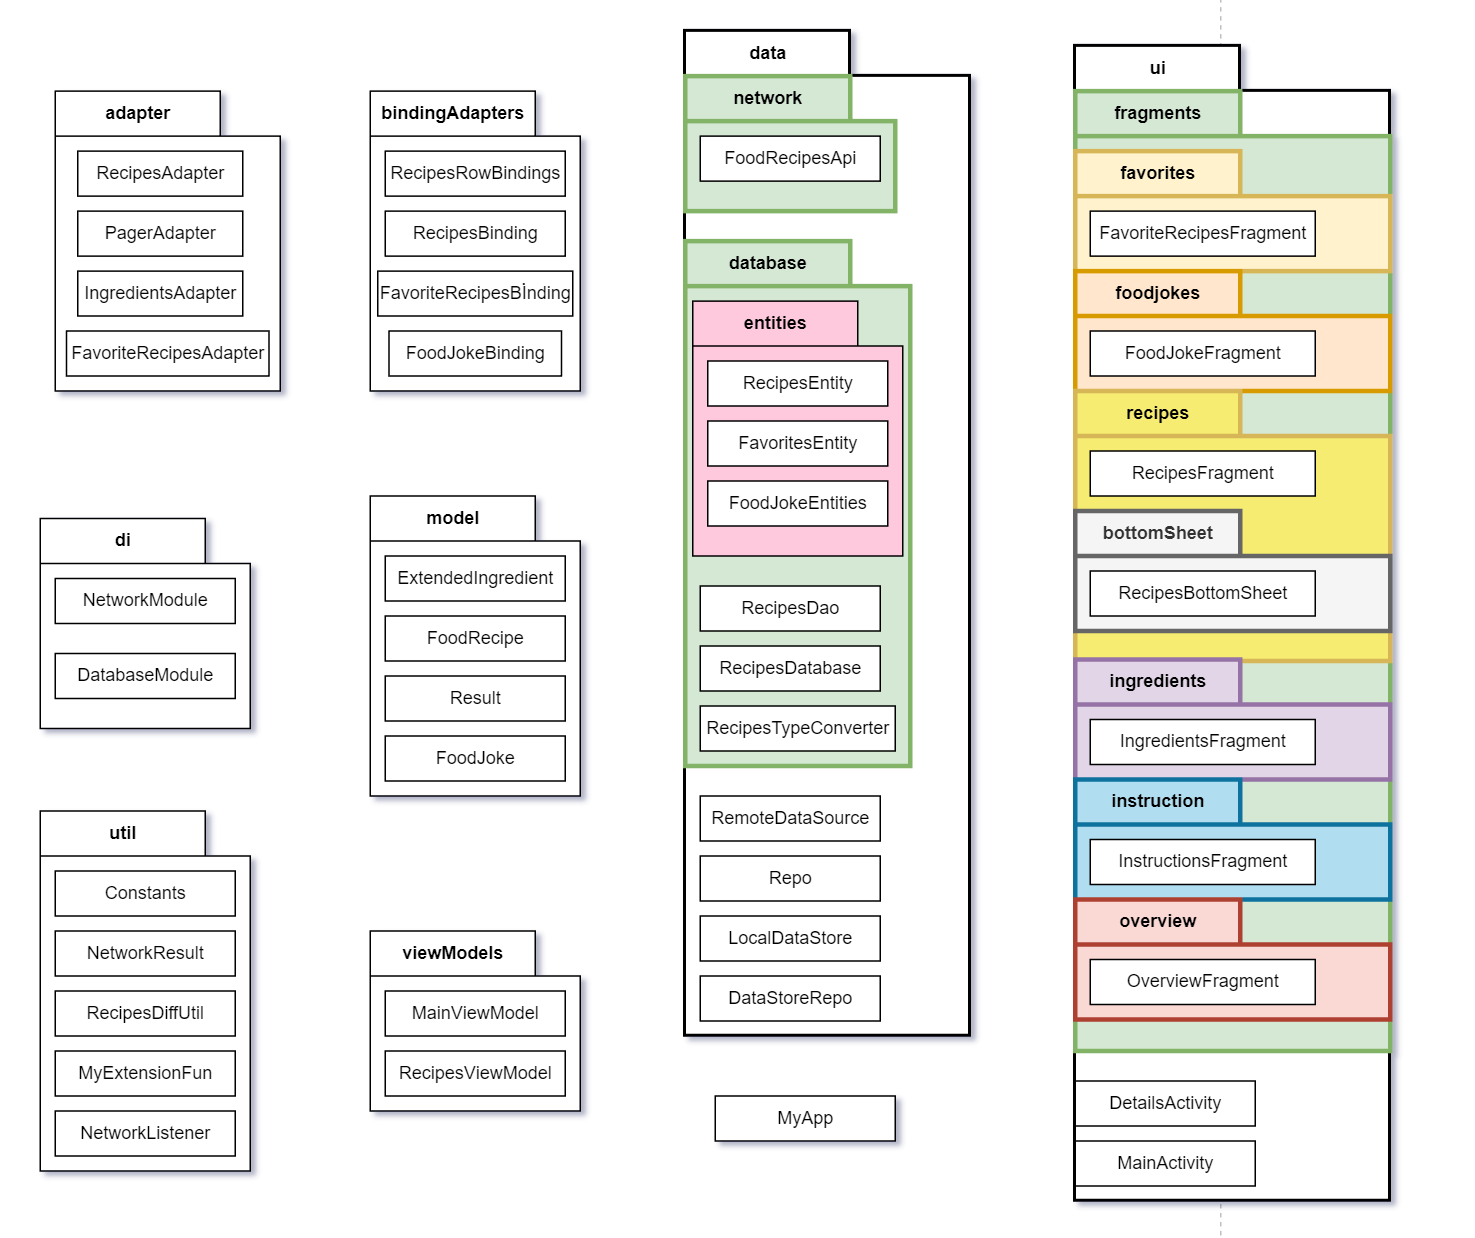 adapter
RecipesAdapter
PagerAdapter
IngredientsAdapter
FavoriteRecipesAdapter
bindingAdapters
RecipesRowBindings
RecipesBinding
FavoriteRecipesBİnding
FoodJokeBinding
di
NetworkModule
DatabaseModule
model
ExtendedIngredient
FoodRecipe
Result
FoodJoke
util
Constants
NetworkResult
RecipesDiffUtil
MyExtensionFun
NetworkListener
viewModels
MainViewModel
RecipesViewModel
data
network
FoodRecipesApi
database
entities
RecipesEntity
FavoritesEntity
FoodJokeEntities
RecipesDao
RecipesDatabase
RecipesTypeConverter
RemoteDataSource
Repo
LocalDataStore
DataStoreRepo
MyApp
ui
fragments
favorites
FavoriteRecipesFragment
foodjokes
FoodJokeFragment
recipes
RecipesFragment
bottomSheet
RecipesBottomSheet
ingredients
IngredientsFragment
instruction
InstructionsFragment
overview
OverviewFragment
DetailsActivity
MainActivity